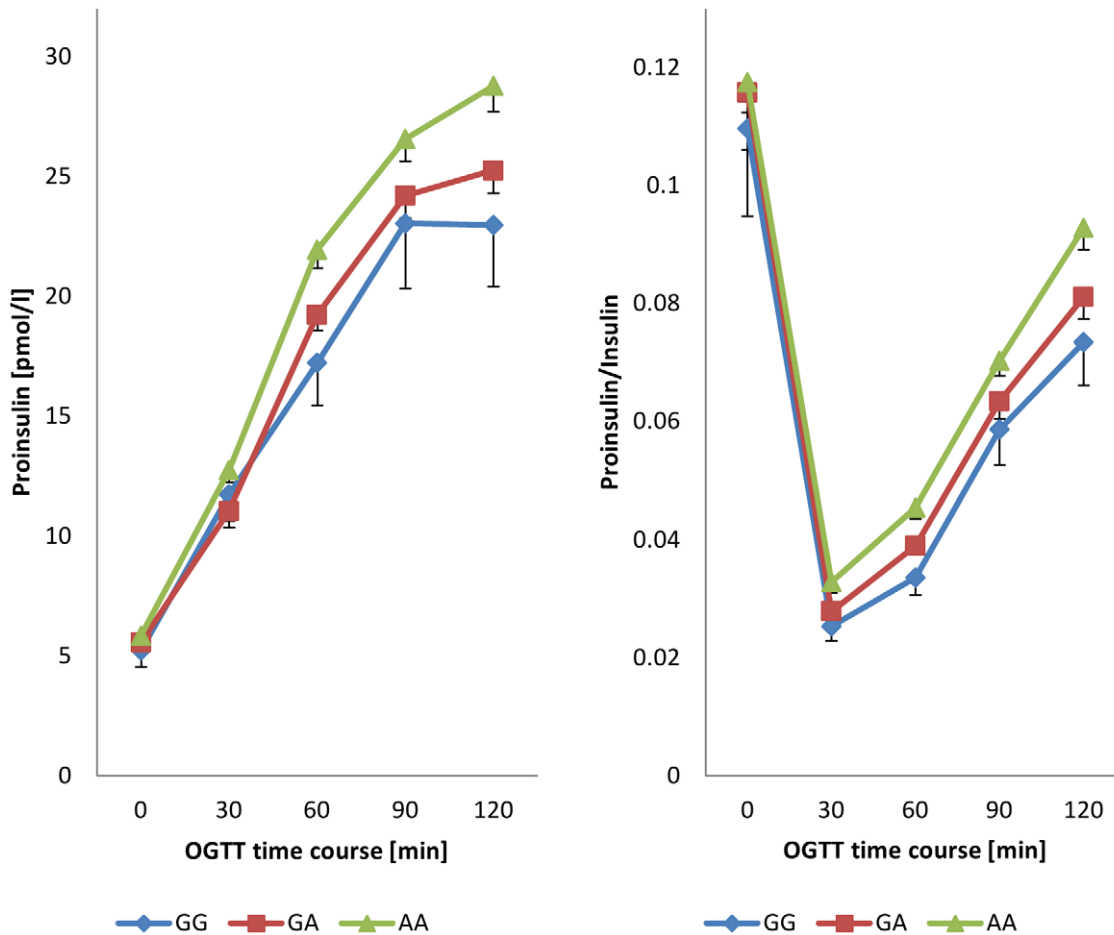 Proinsulin [pmol/l]
30
25
20
15
10
5
0
0 30 60 90 120
OGTT time course [min]
GG GA AA
Proinsulin/Insulin
0.12
0.1
0.08
0.06
0.04
0.02
0
0 30 60 90 120
OGTT time course [min]
GG GA AA